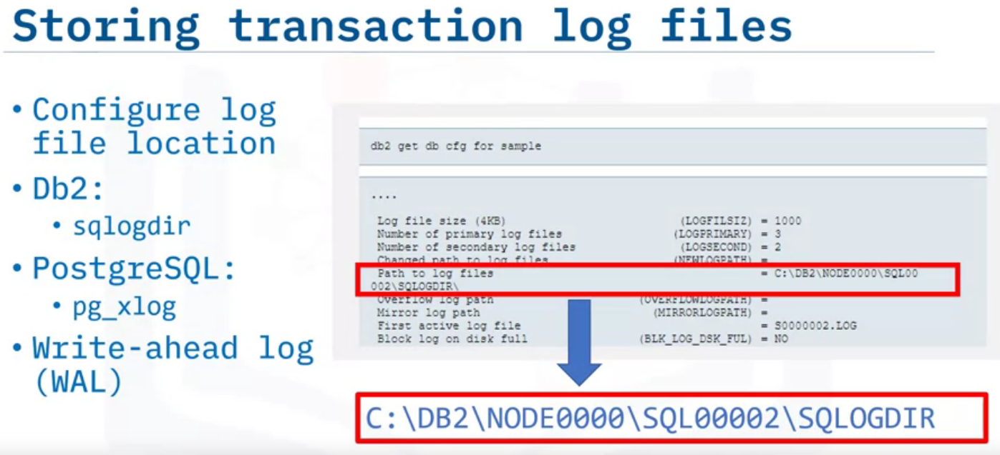 Storing transaction log files
• Configure log
file location
• Db2:
• sqlogdir
• PostgreSQL:
• pg_xlog
• Write-ahead log
(WAL)
db2 get db cfg for sample
....
Log file size (4KB) (LOGFILSIZ) = 1000
Number of primary log files (LOGPRIMARY) = 3
Number of secondary log files (LOGSECOND) = 2
Changed path to log files (NEWLOGPATH) =
Path to log files = C:\DB2\NODE0000\SQL00
002\SQLOGDIR\
Overflow log path (OVERFLOWLOGPATH) =
Mirror log path (MIRRORLOGPATH) =
First active log file = S0000002.LOG
Block log on disk full (BLK_LOG_DSK_FUL) = NO
C:\DB2\NODE0000\SQL00002\SQLOGDIR